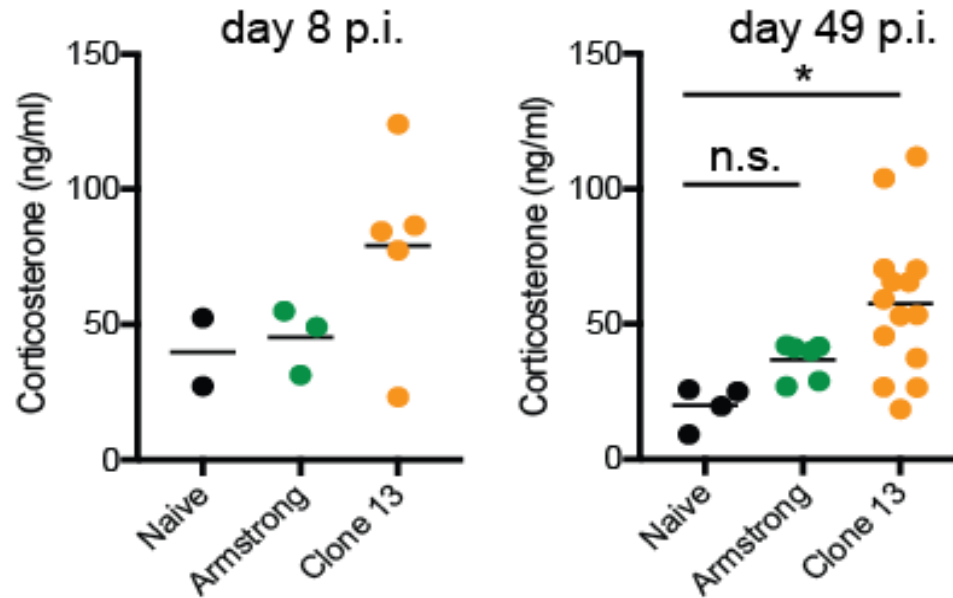 day 8 p.i.
150
100
50
0
Corticosterone (ng/ml)
Naive
Armstrong
Clone 13
day 49 p.i.
150
100
50
0
Corticosterone (ng/ml)
*
n.s.
Naive
Armstrong
Clone 13